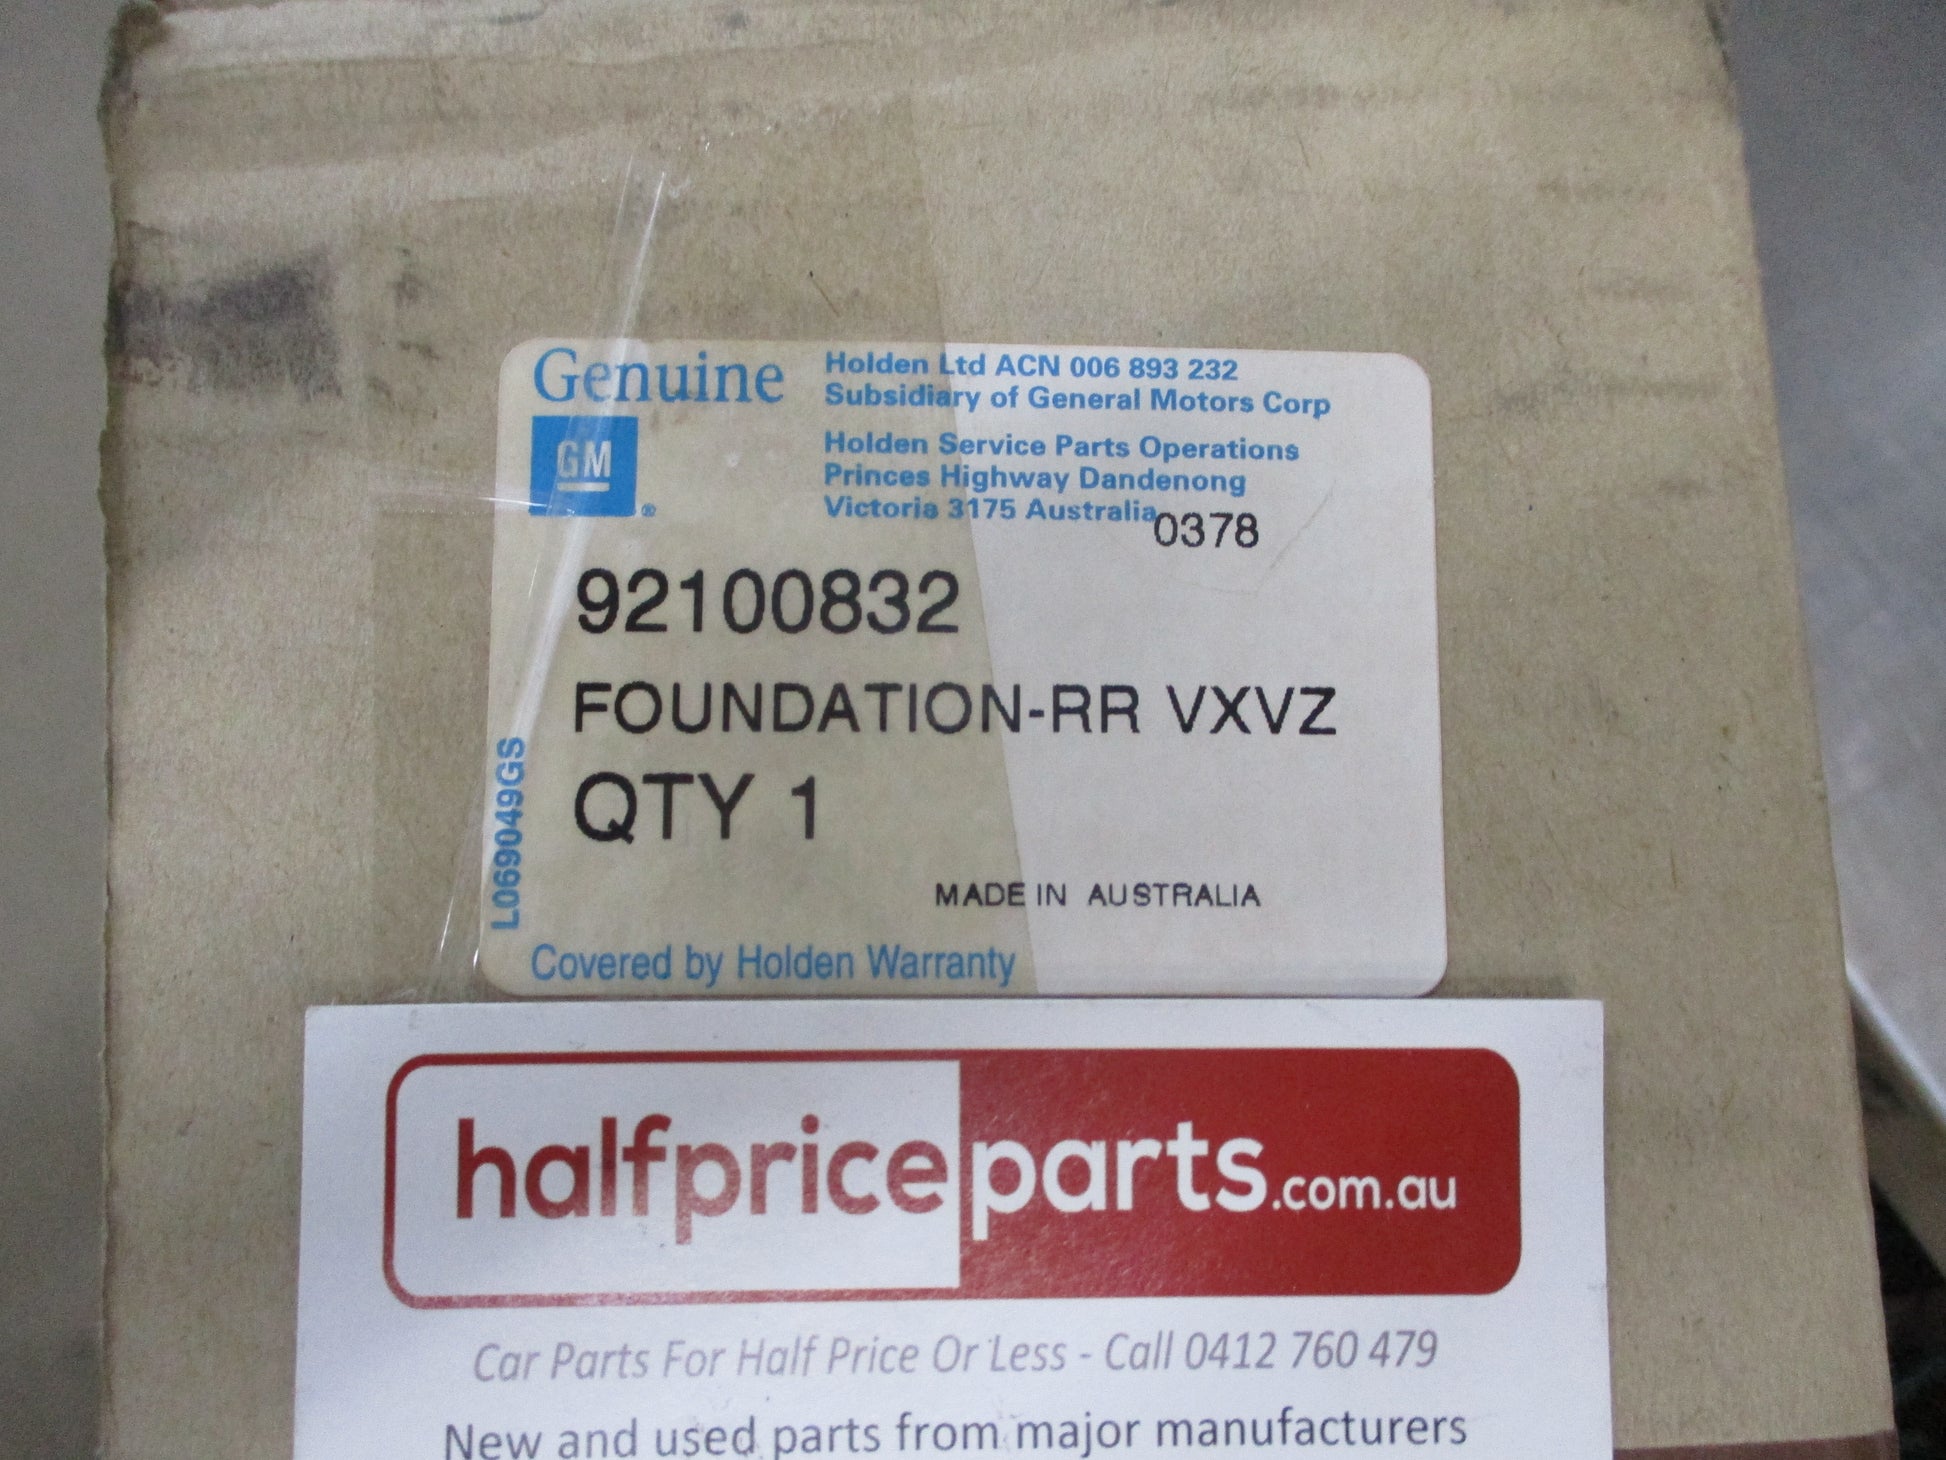 Genuine
GM
®
Holden Ltd ACN 006 893 232
Subsidiary of General Motors Corp
Holden Service Parts Operations
Princes Highway Dandenong
Victoria 3175 Australia
0378
92100832
FOUNDATION-RR VXVZ
QTY 1
L069049GS
MADE IN AUSTRALIA
Covered by Holden Warranty
halfpriceparts.com.au
Car Parts For Half Price Or Less - Call 0412 760 479
New and used parts from major manufacturers